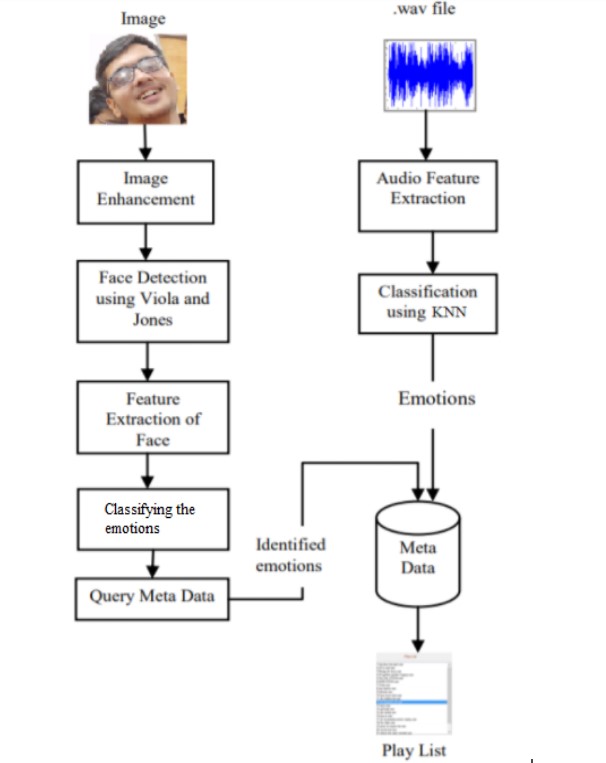 Image
.wav file
Image
Enhancement
Audio Feature
Extraction
Face Detection
using Viola and
Jones
Classification
using KNN
Feature
Extraction of
Face
Emotions
Classifying the
emotions
Identified
emotions
Query Meta Data
Meta
Data
Play List